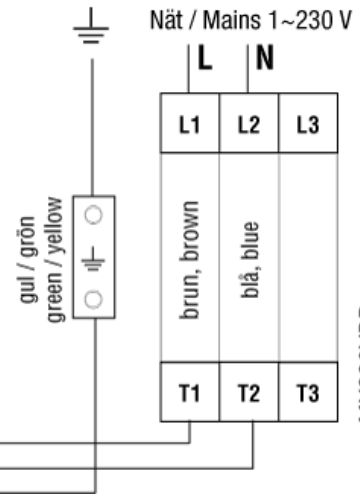 Nät / Mains 1~230 V
L N
L1 L2 L3
gul / grön
green / yellow
brun, brown
blå, blue
T1 T2 T3